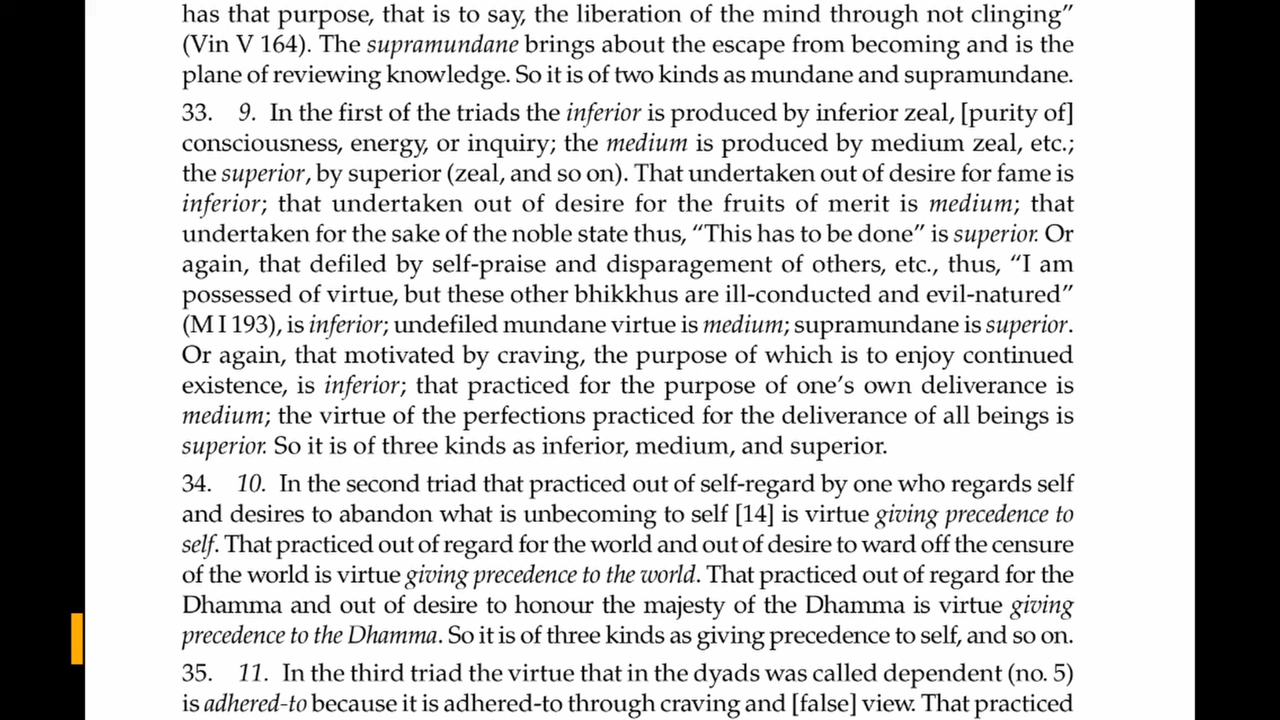 has that purpose, that is to say, the liberation of the mind through not clinging”
(Vin V 164). The supramundane brings about the escape from becoming and is the
plane of reviewing knowledge. So it is of two kinds as mundane and supramundane.
33. 9. In the first of the triads the inferior is produced by inferior zeal, [purity of]
consciousness, energy, or inquiry; the medium is produced by medium zeal, etc.;
the superior, by superior (zeal, and so on). That undertaken out of desire for fame is
inferior; that undertaken out of desire for the fruits of merit is medium; that
undertaken for the sake of the noble state thus, “This has to be done” is superior. Or
again, that defiled by self-praise and disparagement of others, etc., thus, “I am
possessed of virtue, but these other bhikkhus are ill-conducted and evil-natured”
(M I 193), is inferior; undefiled mundane virtue is medium; supramundane is superior.
Or again, that motivated by craving, the purpose of which is to enjoy continued
existence, is inferior; that practiced for the purpose of one’s own deliverance is
medium; the virtue of the perfections practiced for the deliverance of all beings is
superior. So it is of three kinds as inferior, medium, and superior.
34. 10. In the second triad that practiced out of self-regard by one who regards self
and desires to abandon what is unbecoming to self [14] is virtue giving precedence to
self. That practiced out of regard for the world and out of desire to ward off the censure
of the world is virtue giving precedence to the world. That practiced out of regard for the
Dhamma and out of desire to honour the majesty of the Dhamma is virtue giving
precedence to the Dhamma. So it is of three kinds as giving precedence to self, and so on.
35. 11. In the third triad the virtue that in the dyads was called dependent (no. 5)
is adhered-to because it is adhered-to through craving and [false] view. That practiced